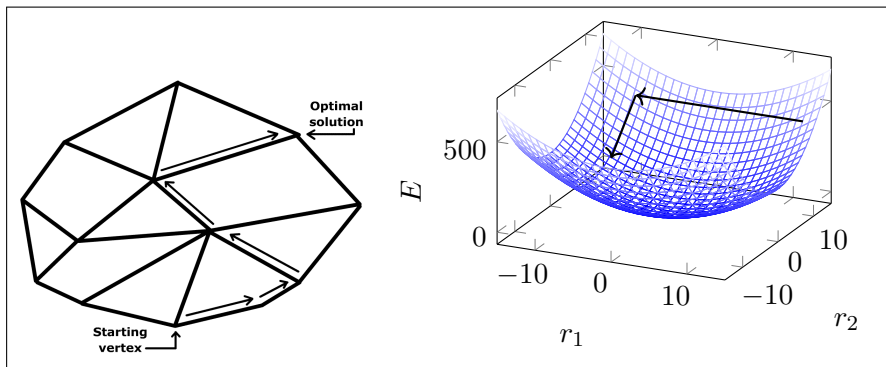 Optimal
solution
Starting
vertex
500
0
E
−10
0
10
r1
−10
0
10
r2